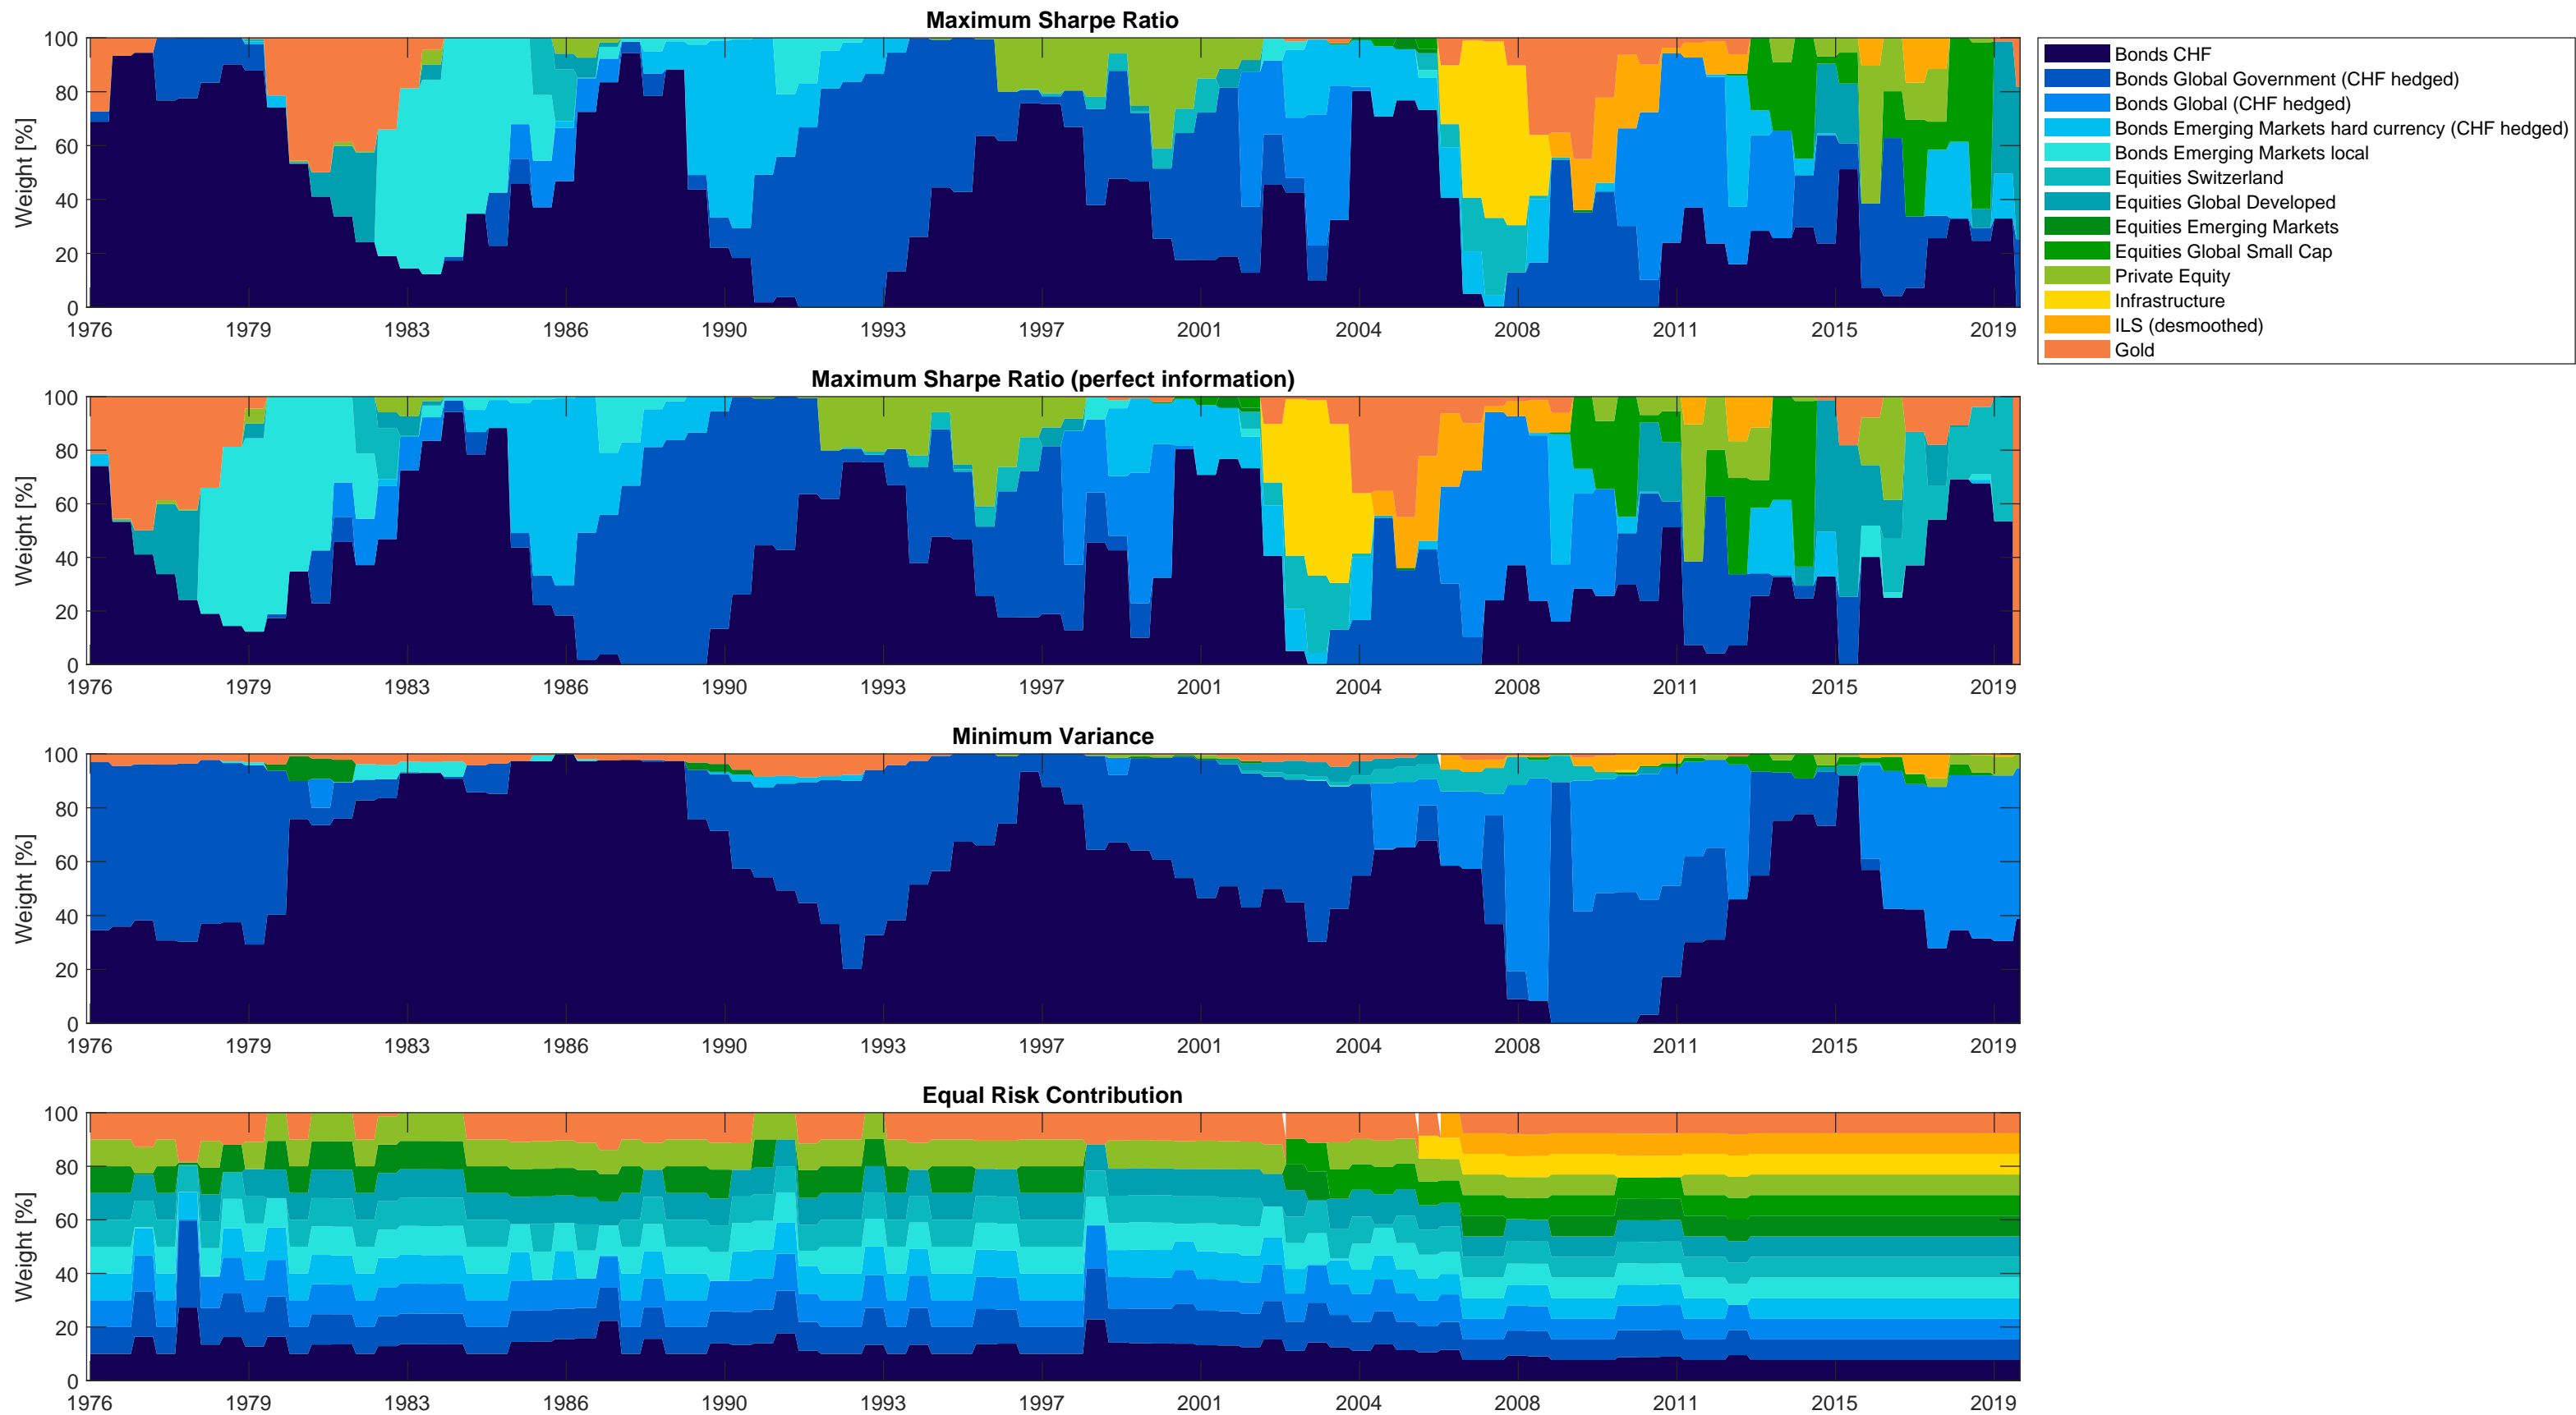 Maximum Sharpe Ratio
Weight [%]
100
80
60
40
20
0
1976 1979 1983 1986 1990 1993 1997 2001 2004 2008 2011 2015 2019
Bonds CHF
Bonds Global Government (CHF hedged)
Bonds Global (CHF hedged)
Bonds Emerging Markets hard currency (CHF hedged)
Bonds Emerging Markets local
Equities Switzerland
Equities Global Developed
Equities Emerging Markets
Equities Global Small Cap
Private Equity
Infrastructure
ILS (desmoothed)
Gold
Maximum Sharpe Ratio (perfect information)
Weight [%]
100
80
60
40
20
0
1976 1979 1983 1986 1990 1993 1997 2001 2004 2008 2011 2015 2019
Minimum Variance
Weight [%]
100
80
60
40
20
0
1976 1979 1983 1986 1990 1993 1997 2001 2004 2008 2011 2015 2019
Equal Risk Contribution
Weight [%]
100
80
60
40
20
0
1976 1979 1983 1986 1990 1993 1997 2001 2004 2008 2011 2015 2019